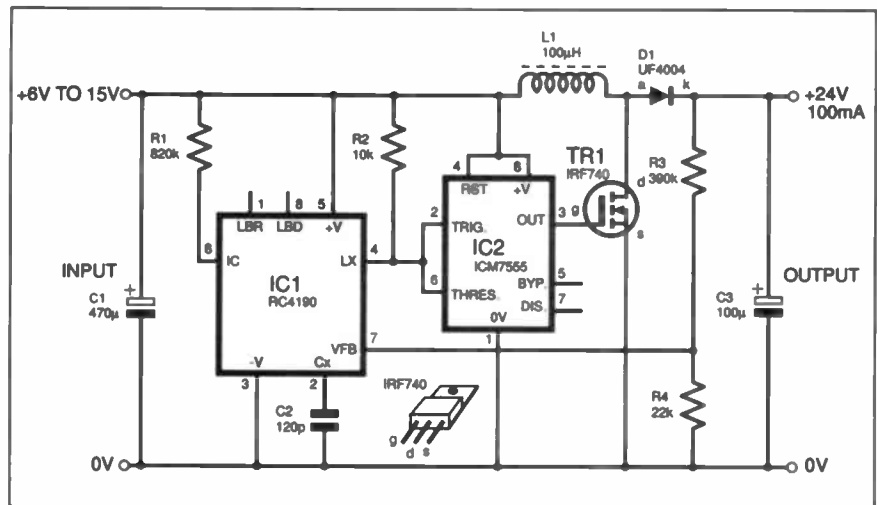 L1
100µH
D1
UF4004
a
k
+6V TO 15V
+24V
100mA
R1
820k
R2
10k
R3
390k
TR1
IRF740
d
g
s
4
8
RST
+V
2
TRIG.
OUT
3
IC2
ICM7555
6
THRES.
BYP.
5
DIS.
7
0V
1
1
8
5
LBR
LBD
+V
6
IC
LX
4
IC1
RC4190
VFB
7
-V
Cx
3
2
INPUT
C1
470µ
+
OUTPUT
C3
100µ
+
C2
120p
IRF740
g
d
s
R4
22k
0V
0V